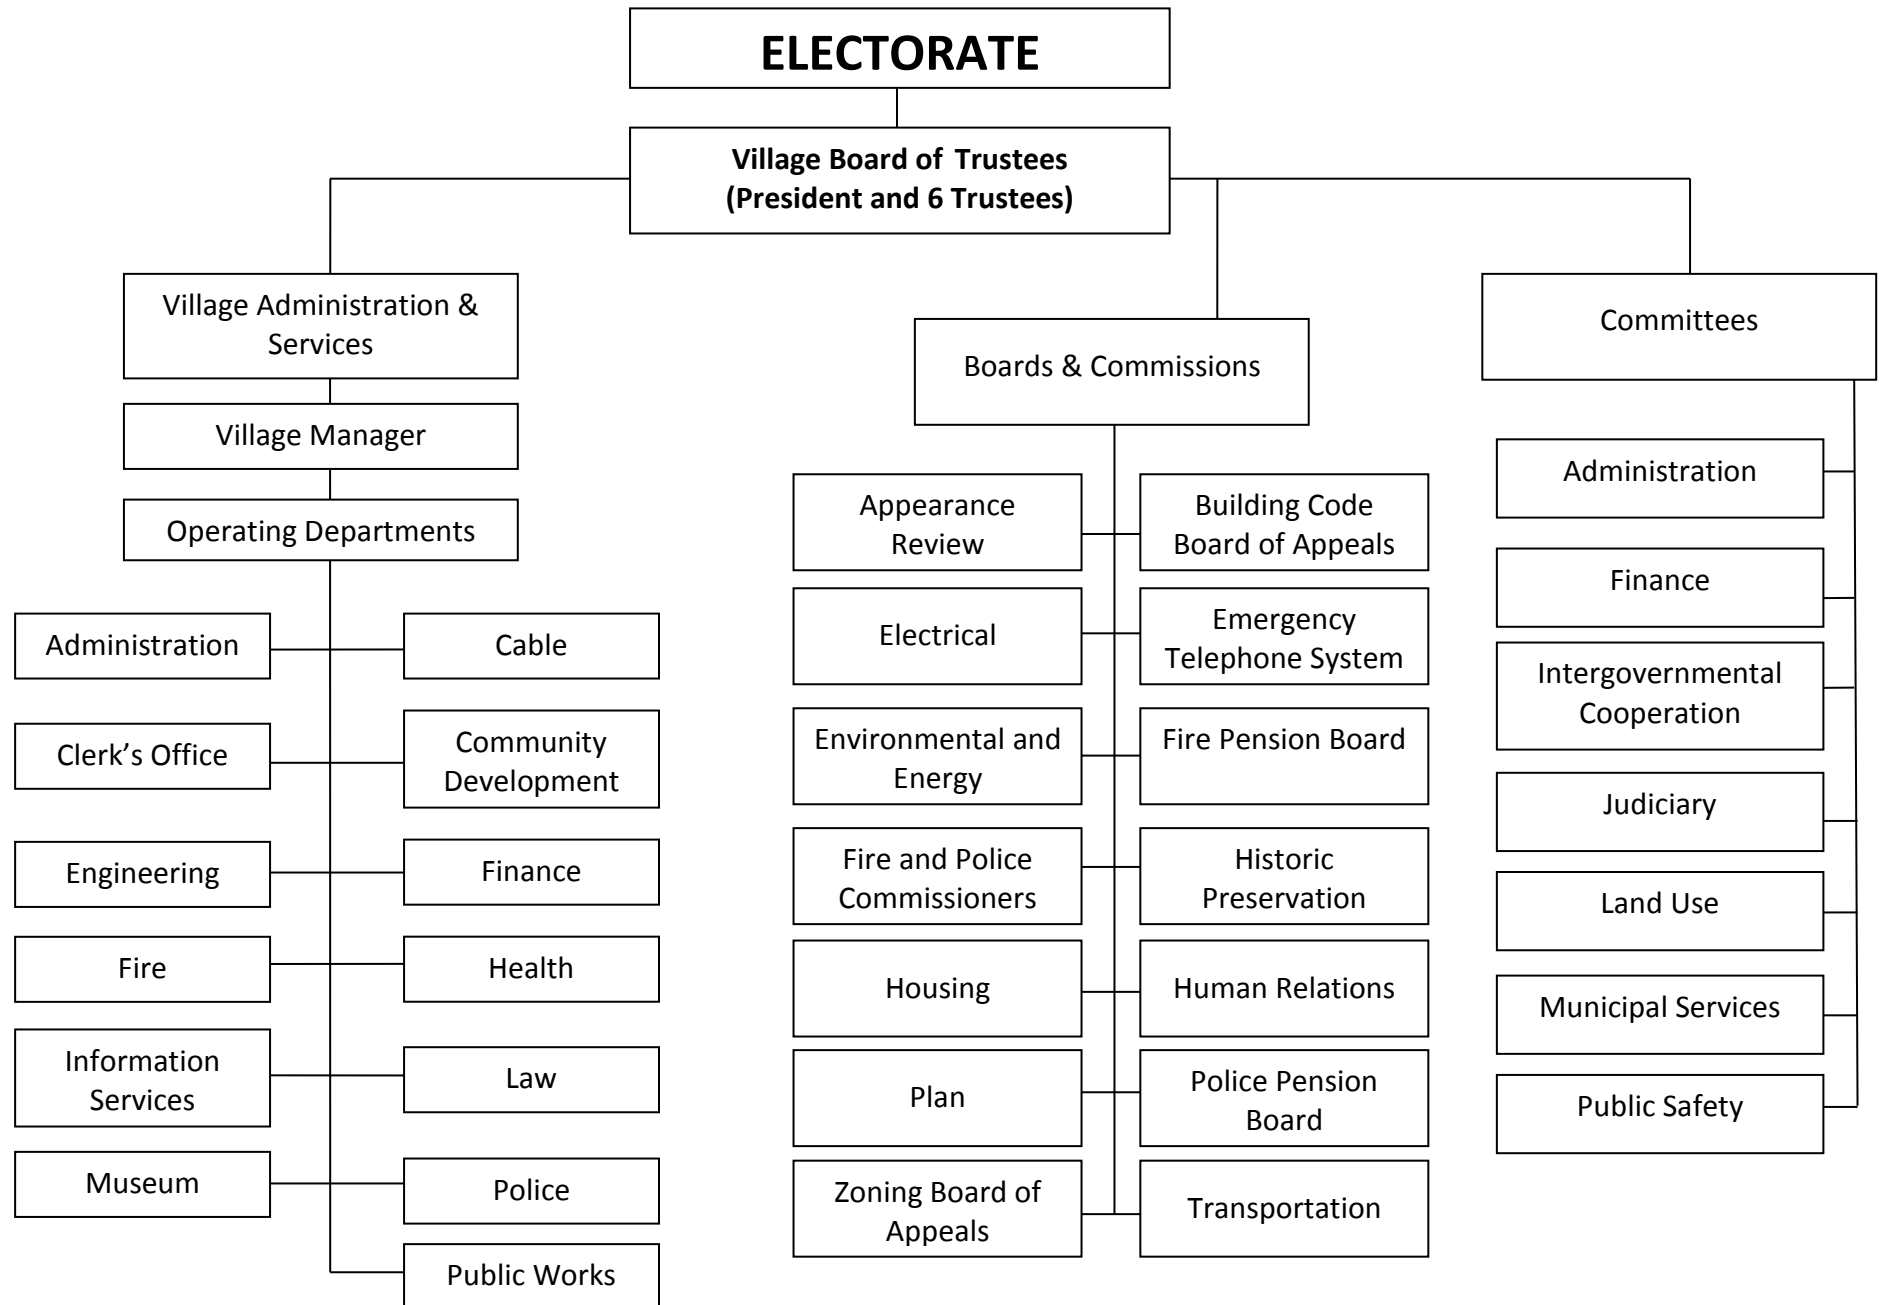 ELECTORATE
Village Board of Trustees
(President and 6 Trustees)
Village Administration &
Services
Village Manager
Operating Departments
Administration
Cable
Clerk’s Office
Community
Development
Engineering
Finance
Fire
Health
Information
Services
Law
Museum
Police
Public Works
Boards & Commissions
Appearance
Review
Building Code
Board of Appeals
Electrical
Emergency
Telephone System
Environmental and
Energy
Fire Pension Board
Fire and Police
Commissioners
Historic
Preservation
Housing
Human Relations
Plan
Police Pension
Board
Zoning Board of
Appeals
Transportation
Committees
Administration
Finance
Intergovernmental
Cooperation
Judiciary
Land Use
Municipal Services
Public Safety